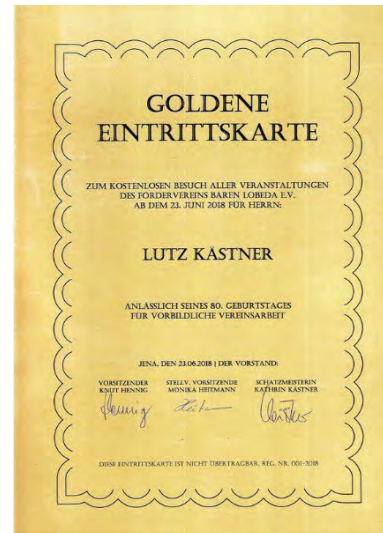 GOLDENE
EINTRITTSKARTE
ZUM KOSTENLOSEN BESUCH ALLER VERANSTALTUNGEN
DES FÖRDERVEREINS BÄREN LOBEDA E.V.
AB DEM 23. JUNI 2018 FÜR HERRN:
LUTZ KÄSTNER
ANLÄSSLICH SEINES 80. GEBURTSTAGES
FÜR VORBILDLICHE VEREINSARBEIT
JENA, DEN 23.06.2018 | DER VORSTAND:
VORSITZENDER STELLV. VORSITZENDE SCHATZMEISTERIN
KNUT HENNIG MONIKA HEITMANN KATHRIN KÄSTNER
Hennig
DIESE EINTRITTSKARTE IST NICHT ÜBERTRAGBAR, REG. NR. 001-2018